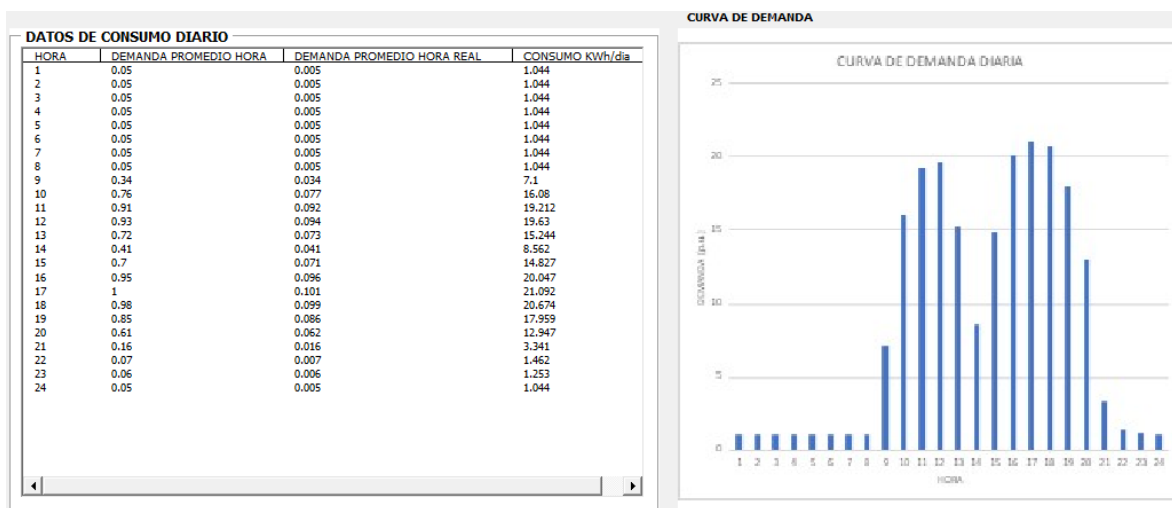 CURVA DE DEMANDA
DATOS DE CONSUMO DIARIO
HORA DEMANDA PROMEDIO HORA DEMANDA PROMEDIO HORA REAL CONSUMO KWh/dia
1 0.05 0.005 1.044
2 0.05 0.005 1.044
3 0.05 0.005 1.044
4 0.05 0.005 1.044
5 0.05 0.005 1.044
6 0.05 0.005 1.044
7 0.05 0.005 1.044
8 0.05 0.005 1.044
9 0.34 0.034 7.1
10 0.76 0.077 16.08
11 0.91 0.092 19.212
12 0.93 0.094 19.63
13 0.72 0.073 15.244
14 0.41 0.041 8.562
15 0.7 0.071 14.827
16 0.95 0.096 20.047
17 1 0.101 21.092
18 0.98 0.099 20.674
19 0.85 0.086 17.959
20 0.61 0.062 12.947
21 0.16 0.016 3.341
22 0.07 0.007 1.462
23 0.06 0.006 1.253
24 0.05 0.005 1.044
CURVA DE DEMANDA DIARIA
25
20
15
10
5
0
DEMANDA (p.u.)
1 2 3 4 5 6 7 8 9 10 11 12 13 14 15 16 17 18 19 20 21 22 23 24
HORA